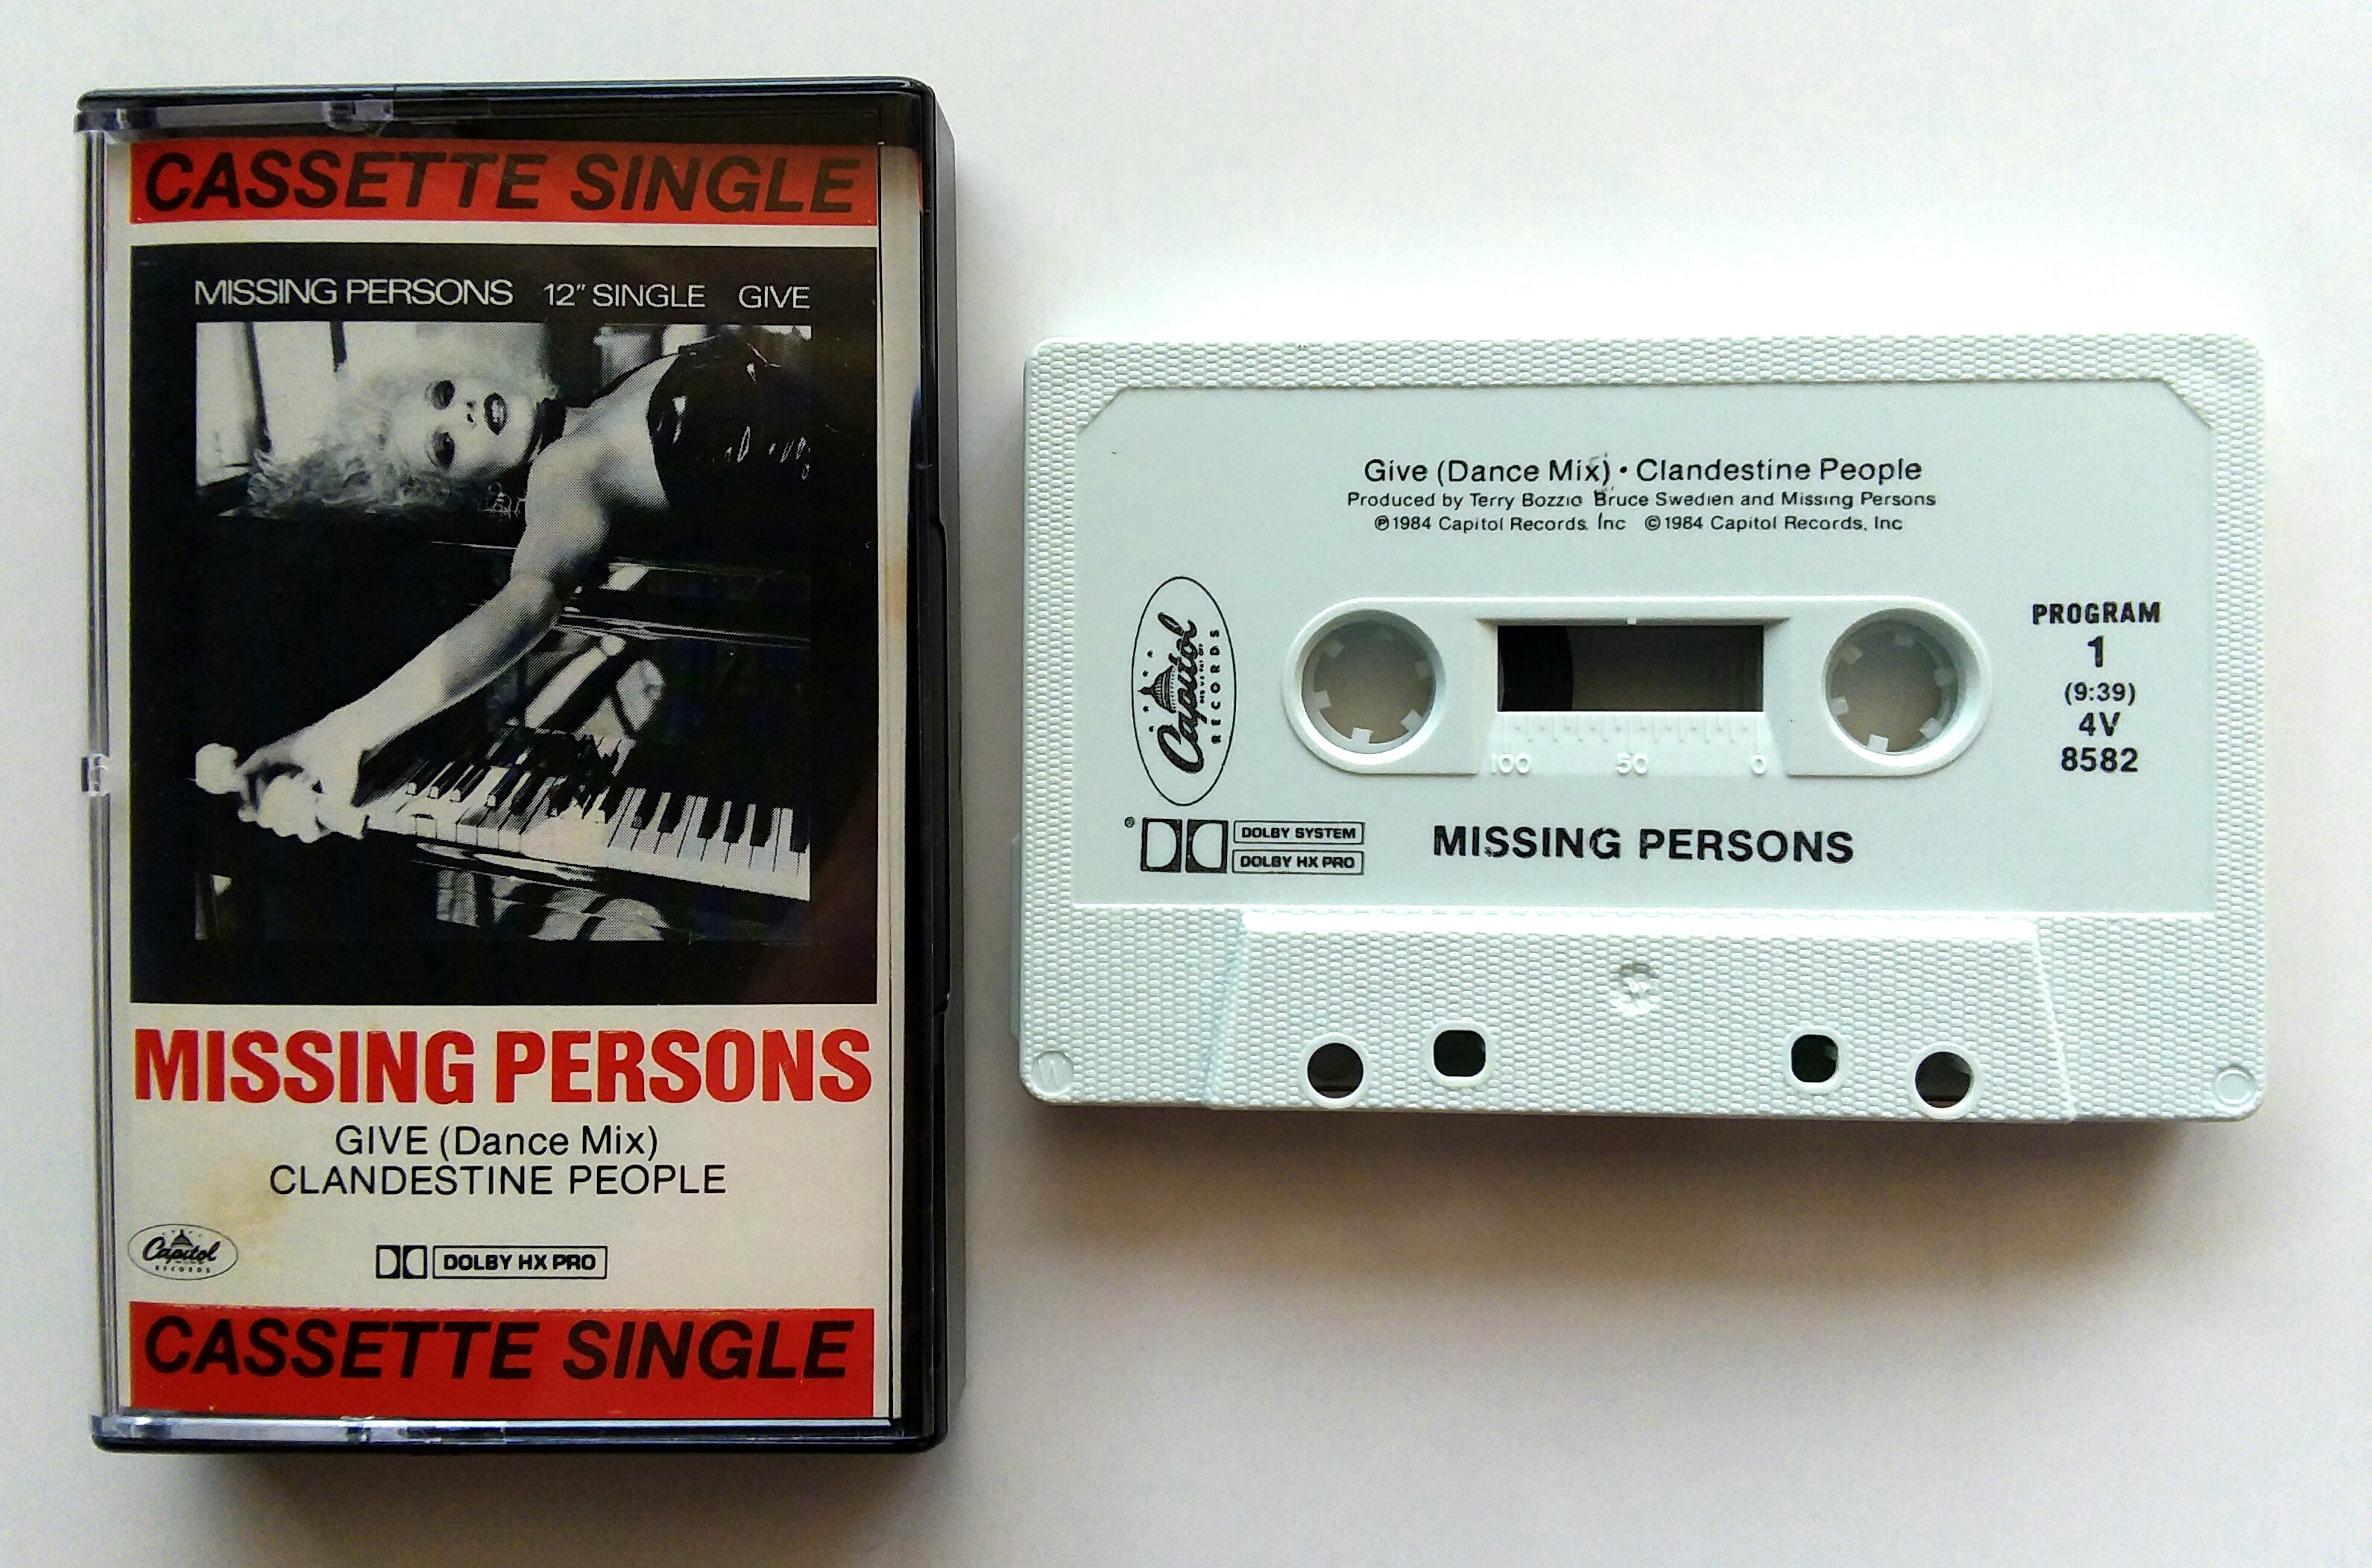 CASSETTE SINGLE
MISSING PERSONS 12" SINGLE GIVE
MISSING PERSONS
GIVE (Dance Mix)
CLANDESTINE PEOPLE
Capitol
RECORDS
DOLBY HX PRO
CASSETTE SINGLE
Give (Dance Mix) • Clandestine People
Produced by Terry Bozzio Bruce Swedien and Missing Persons
℗1984 Capitol Records, Inc ©1984 Capitol Records, Inc
Capitol
RECORDS
PROGRAM
1
(9:39)
4V
8582
100 50 0
DOLBY SYSTEM
DOLBY HX PRO
MISSING PERSONS